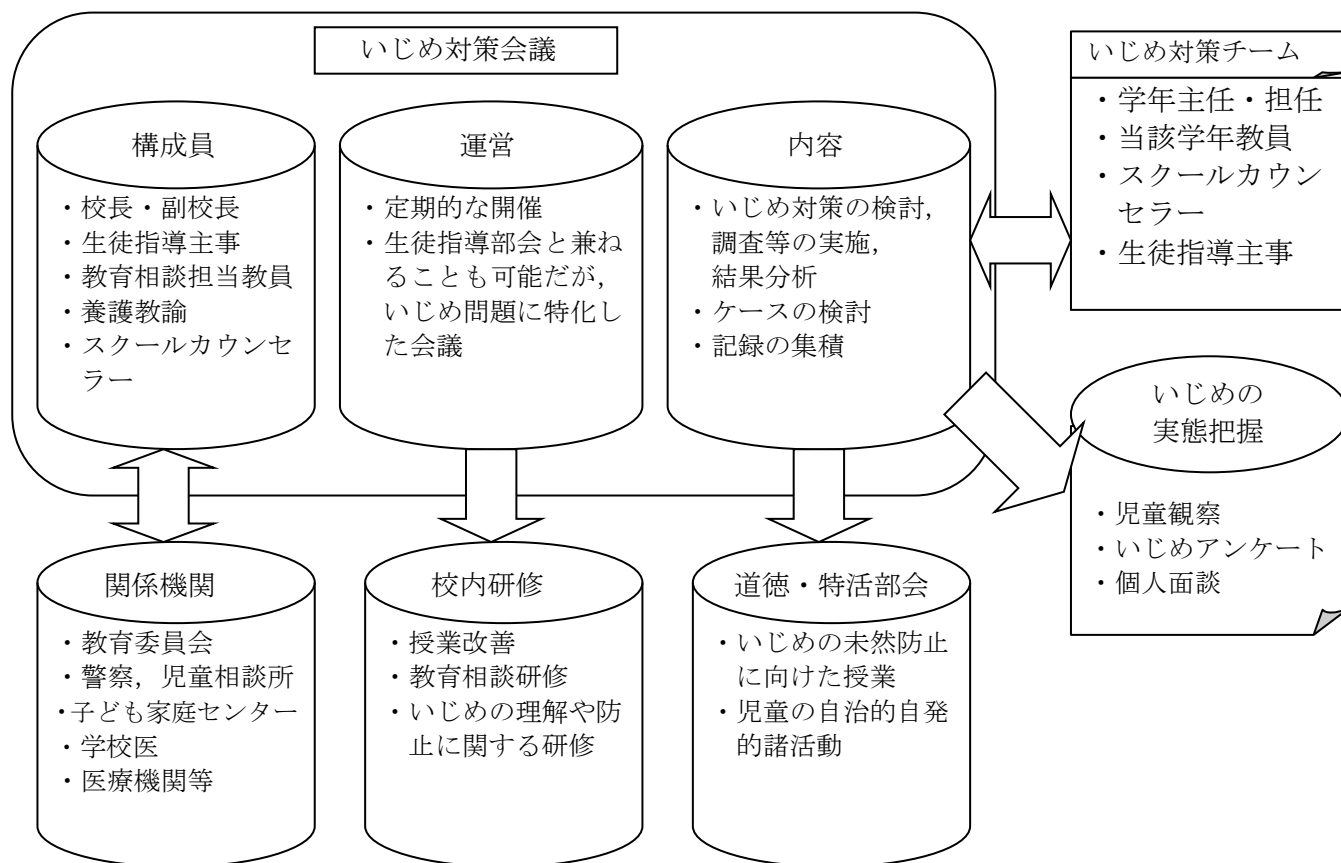 いじめ対策会議
構成員
・校長・副校長
・生徒指導主事
・教育相談担当教員
・養護教諭
・スクールカウンセ
ラー
運営
・定期的な開催
・生徒指導部会と兼ね
ることも可能だが，
いじめ問題に特化し
た会議
内容
・いじめ対策の検討，
調査等の実施，
結果分析
・ケースの検討
・記録の集積
いじめ対策チーム
・学年主任・担任
・当該学年教員
・スクールカウン
セラー
・生徒指導主事
いじめの
実態把握
・児童観察
・いじめアンケート
・個人面談
関係機関
・教育委員会
・警察，児童相談所
・子ども家庭センター
・学校医
・医療機関等
校内研修
・授業改善
・教育相談研修
・いじめの理解や防
止に関する研修
道徳・特活部会
・いじめの未然防止
に向けた授業
・児童の自治的自発
的諸活動